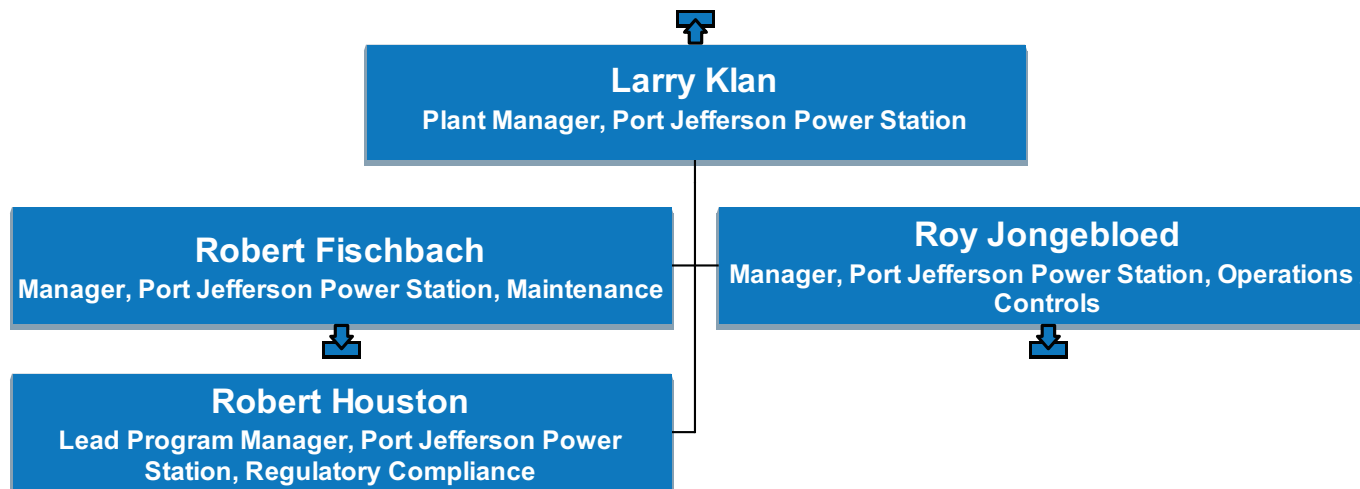 Larry Klan
Plant Manager, Port Jefferson Power Station
Robert Fischbach
Manager, Port Jefferson Power Station, Maintenance
Roy Jongebloed
Manager, Port Jefferson Power Station, Operations
Controls
Robert Houston
Lead Program Manager, Port Jefferson Power
Station, Regulatory Compliance